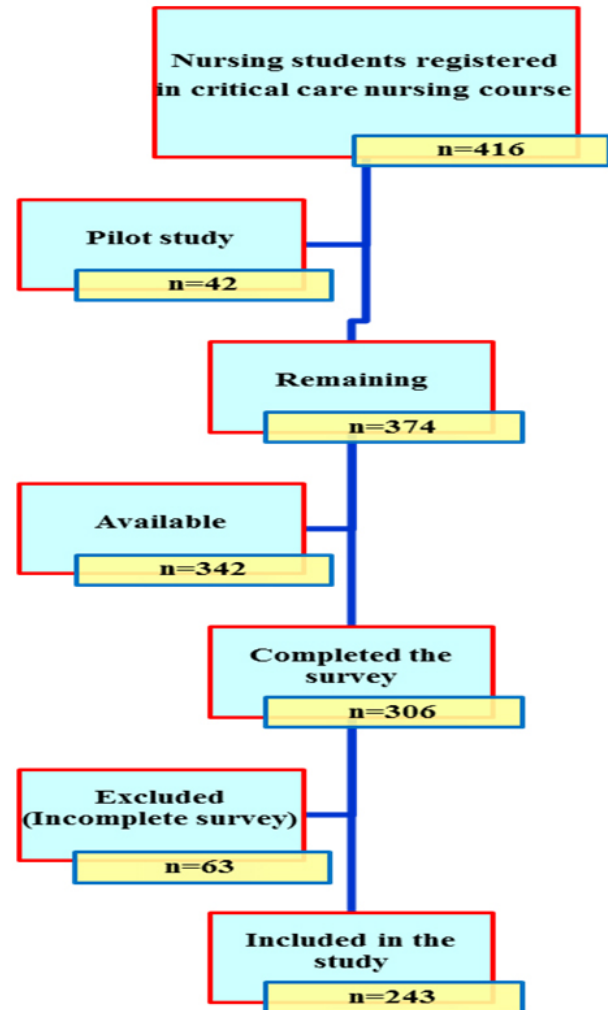 Nursing students registered
in critical care nursing course
n=416
Pilot study
n=42
Remaining
n=374
Available
n=342
Completed the
survey
n=306
Excluded
(Incomplete survey)
n=63
Included in the
study
n=243